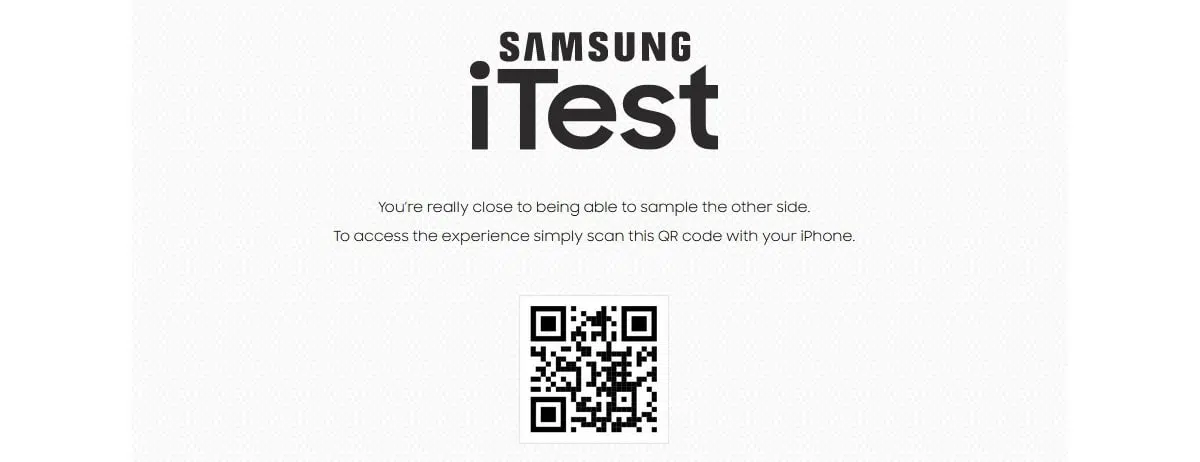 SAMSUNG
iTest
You're really close to being able to sample the other side.
To access the experience simply scan this QR code with your iPhone.